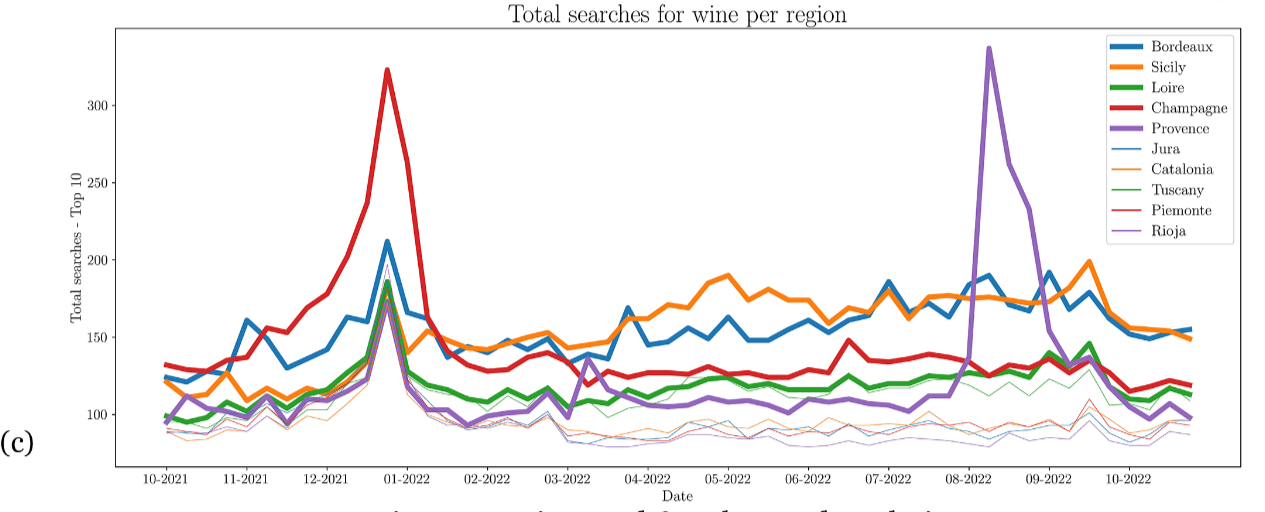 Total searches for wine per region
Total searches - Top 10
300
250
200
150
100
10-2021 11-2021 12-2021 01-2022 02-2022 03-2022 04-2022 05-2022 06-2022 07-2022 08-2022 09-2022 10-2022
Date
Bordeaux
Sicily
Loire
Champagne
Provence
Jura
Catalonia
Tuscany
Piemonte
Rioja
(c)